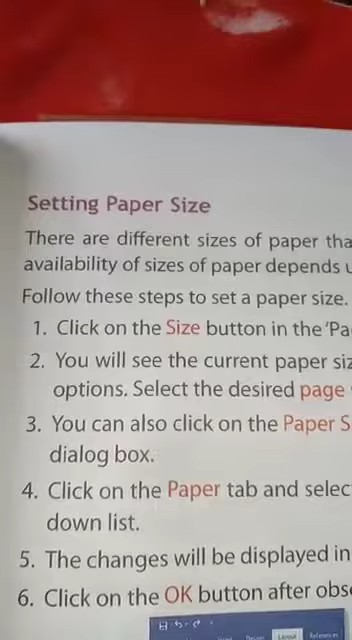 Setting Paper Size
There are different sizes of paper tha
availability of sizes of paper depends u
Follow these steps to set a paper size.
1. Click on the Size button in the 'Pa
2. You will see the current paper siz
options. Select the desired page
3. You can also click on the Paper S
dialog box.
4. Click on the Paper tab and selec
down list.
5. The changes will be displayed in
6. Click on the OK button after obse
Design Layout References